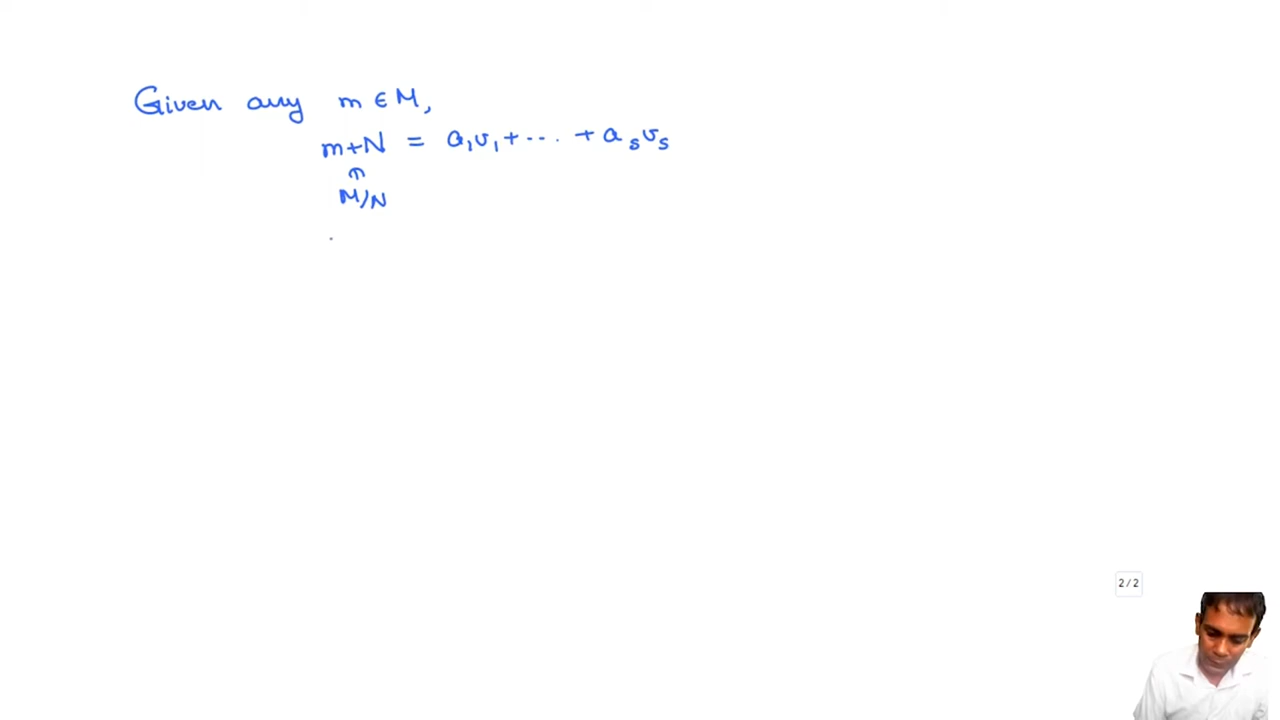 Given any m ∈ M,
m+N = a₁v₁ + ... + aₛvₛ
∩
M/N
2 / 2